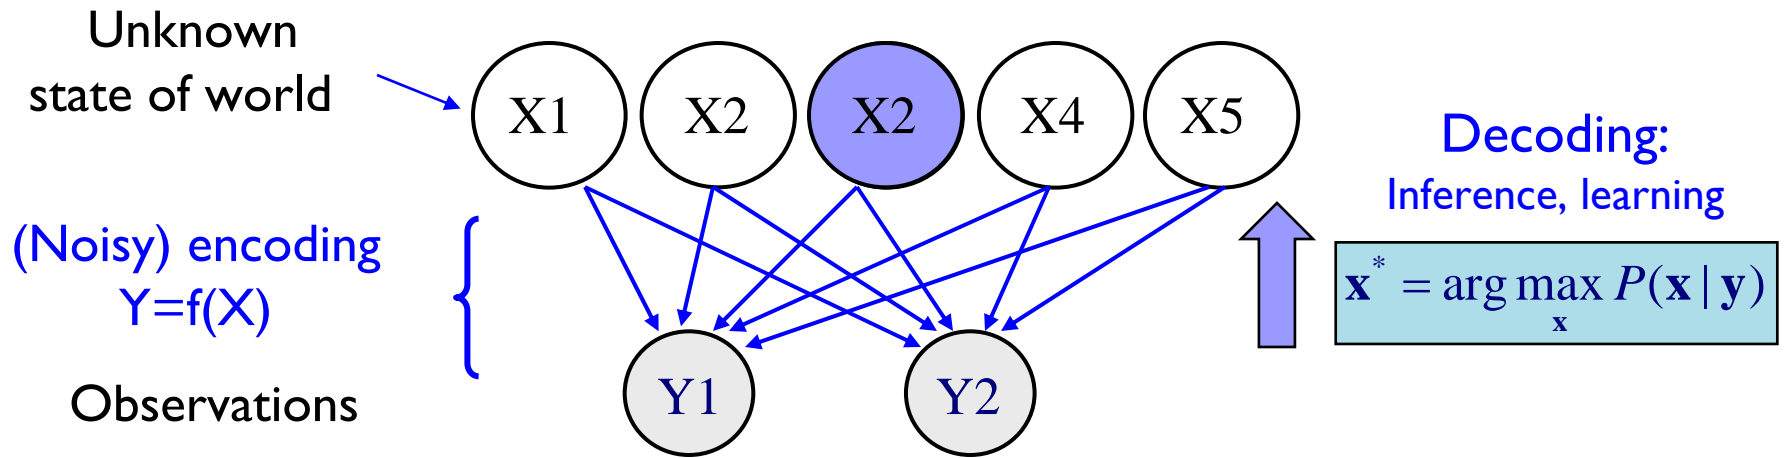 Unknown
state of world
X1
X2
X2
X4
X5
Decoding:
Inference, learning
(Noisy) encoding
Y=f(X)
x* = arg max P(x | y)
x
Observations
Y1
Y2